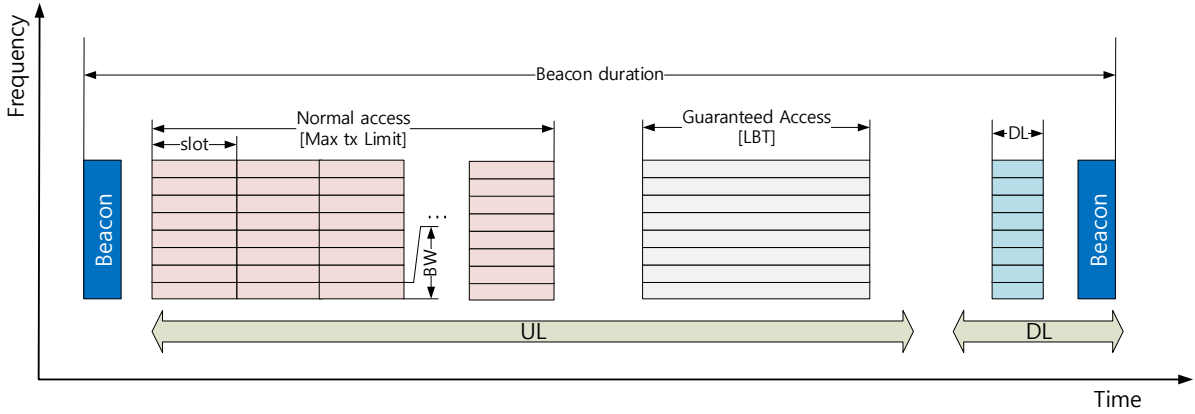 Frequency
Beacon duration
Normal access
[Max tx Limit]
Guaranteed Access
[LBT]
slot
DL
Beacon
...
BW
Beacon
UL
DL
Time